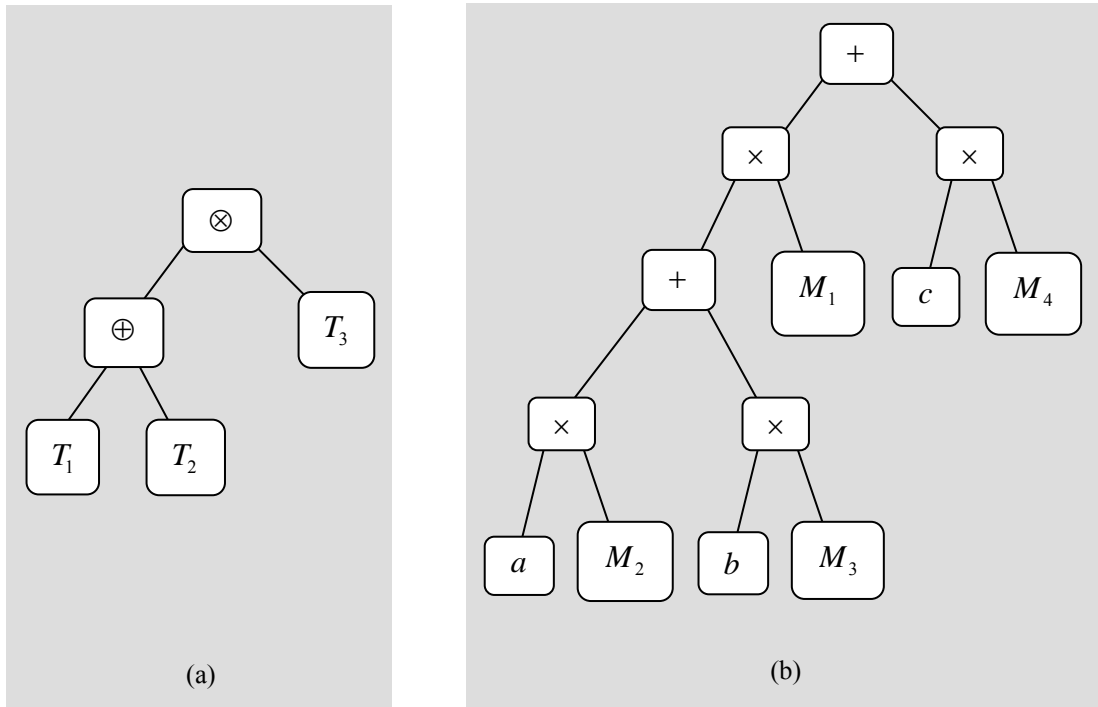 ⊗
⊕
T₃
T₁
T₂
(a)
+
×
×
+
M₁
c
M₄
×
×
a
M₂
b
M₃
(b)